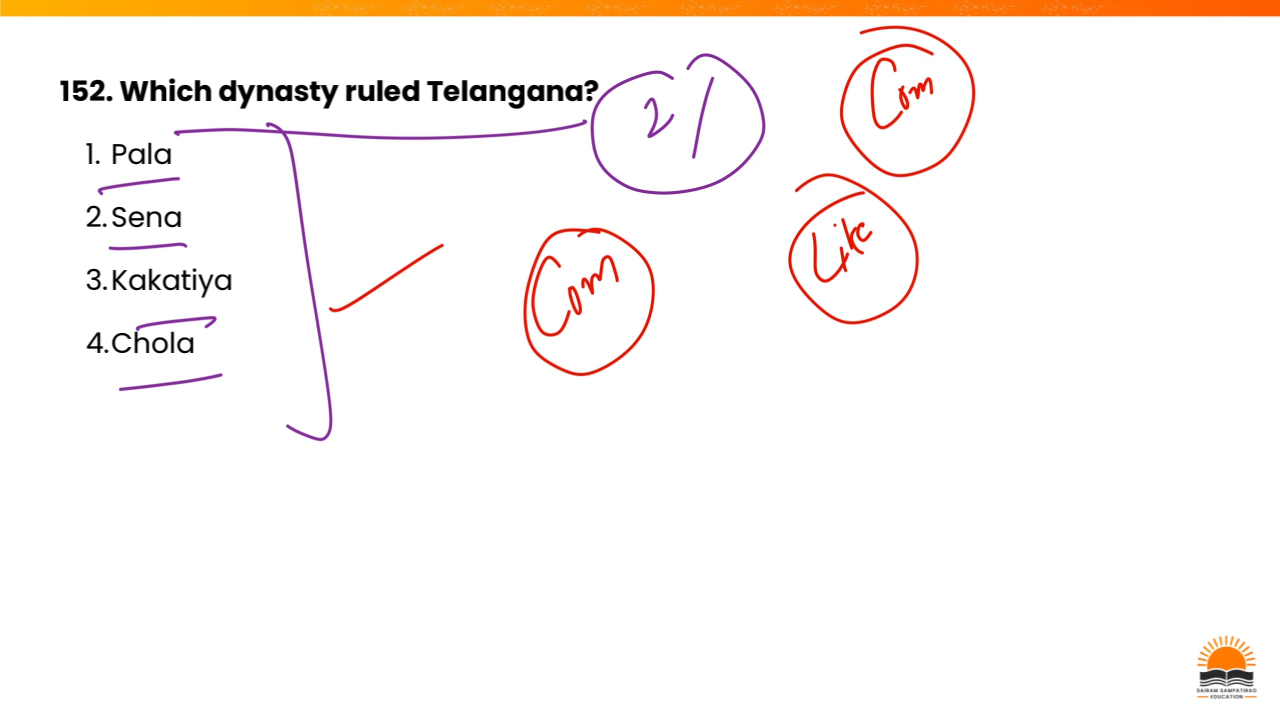 152. Which dynasty ruled Telangana?
1. Pala
2. Sena
3. Kakatiya
4. Chola
2
Com
Like
Com
SAIRAM SAMPATIRAO
EDUCATION